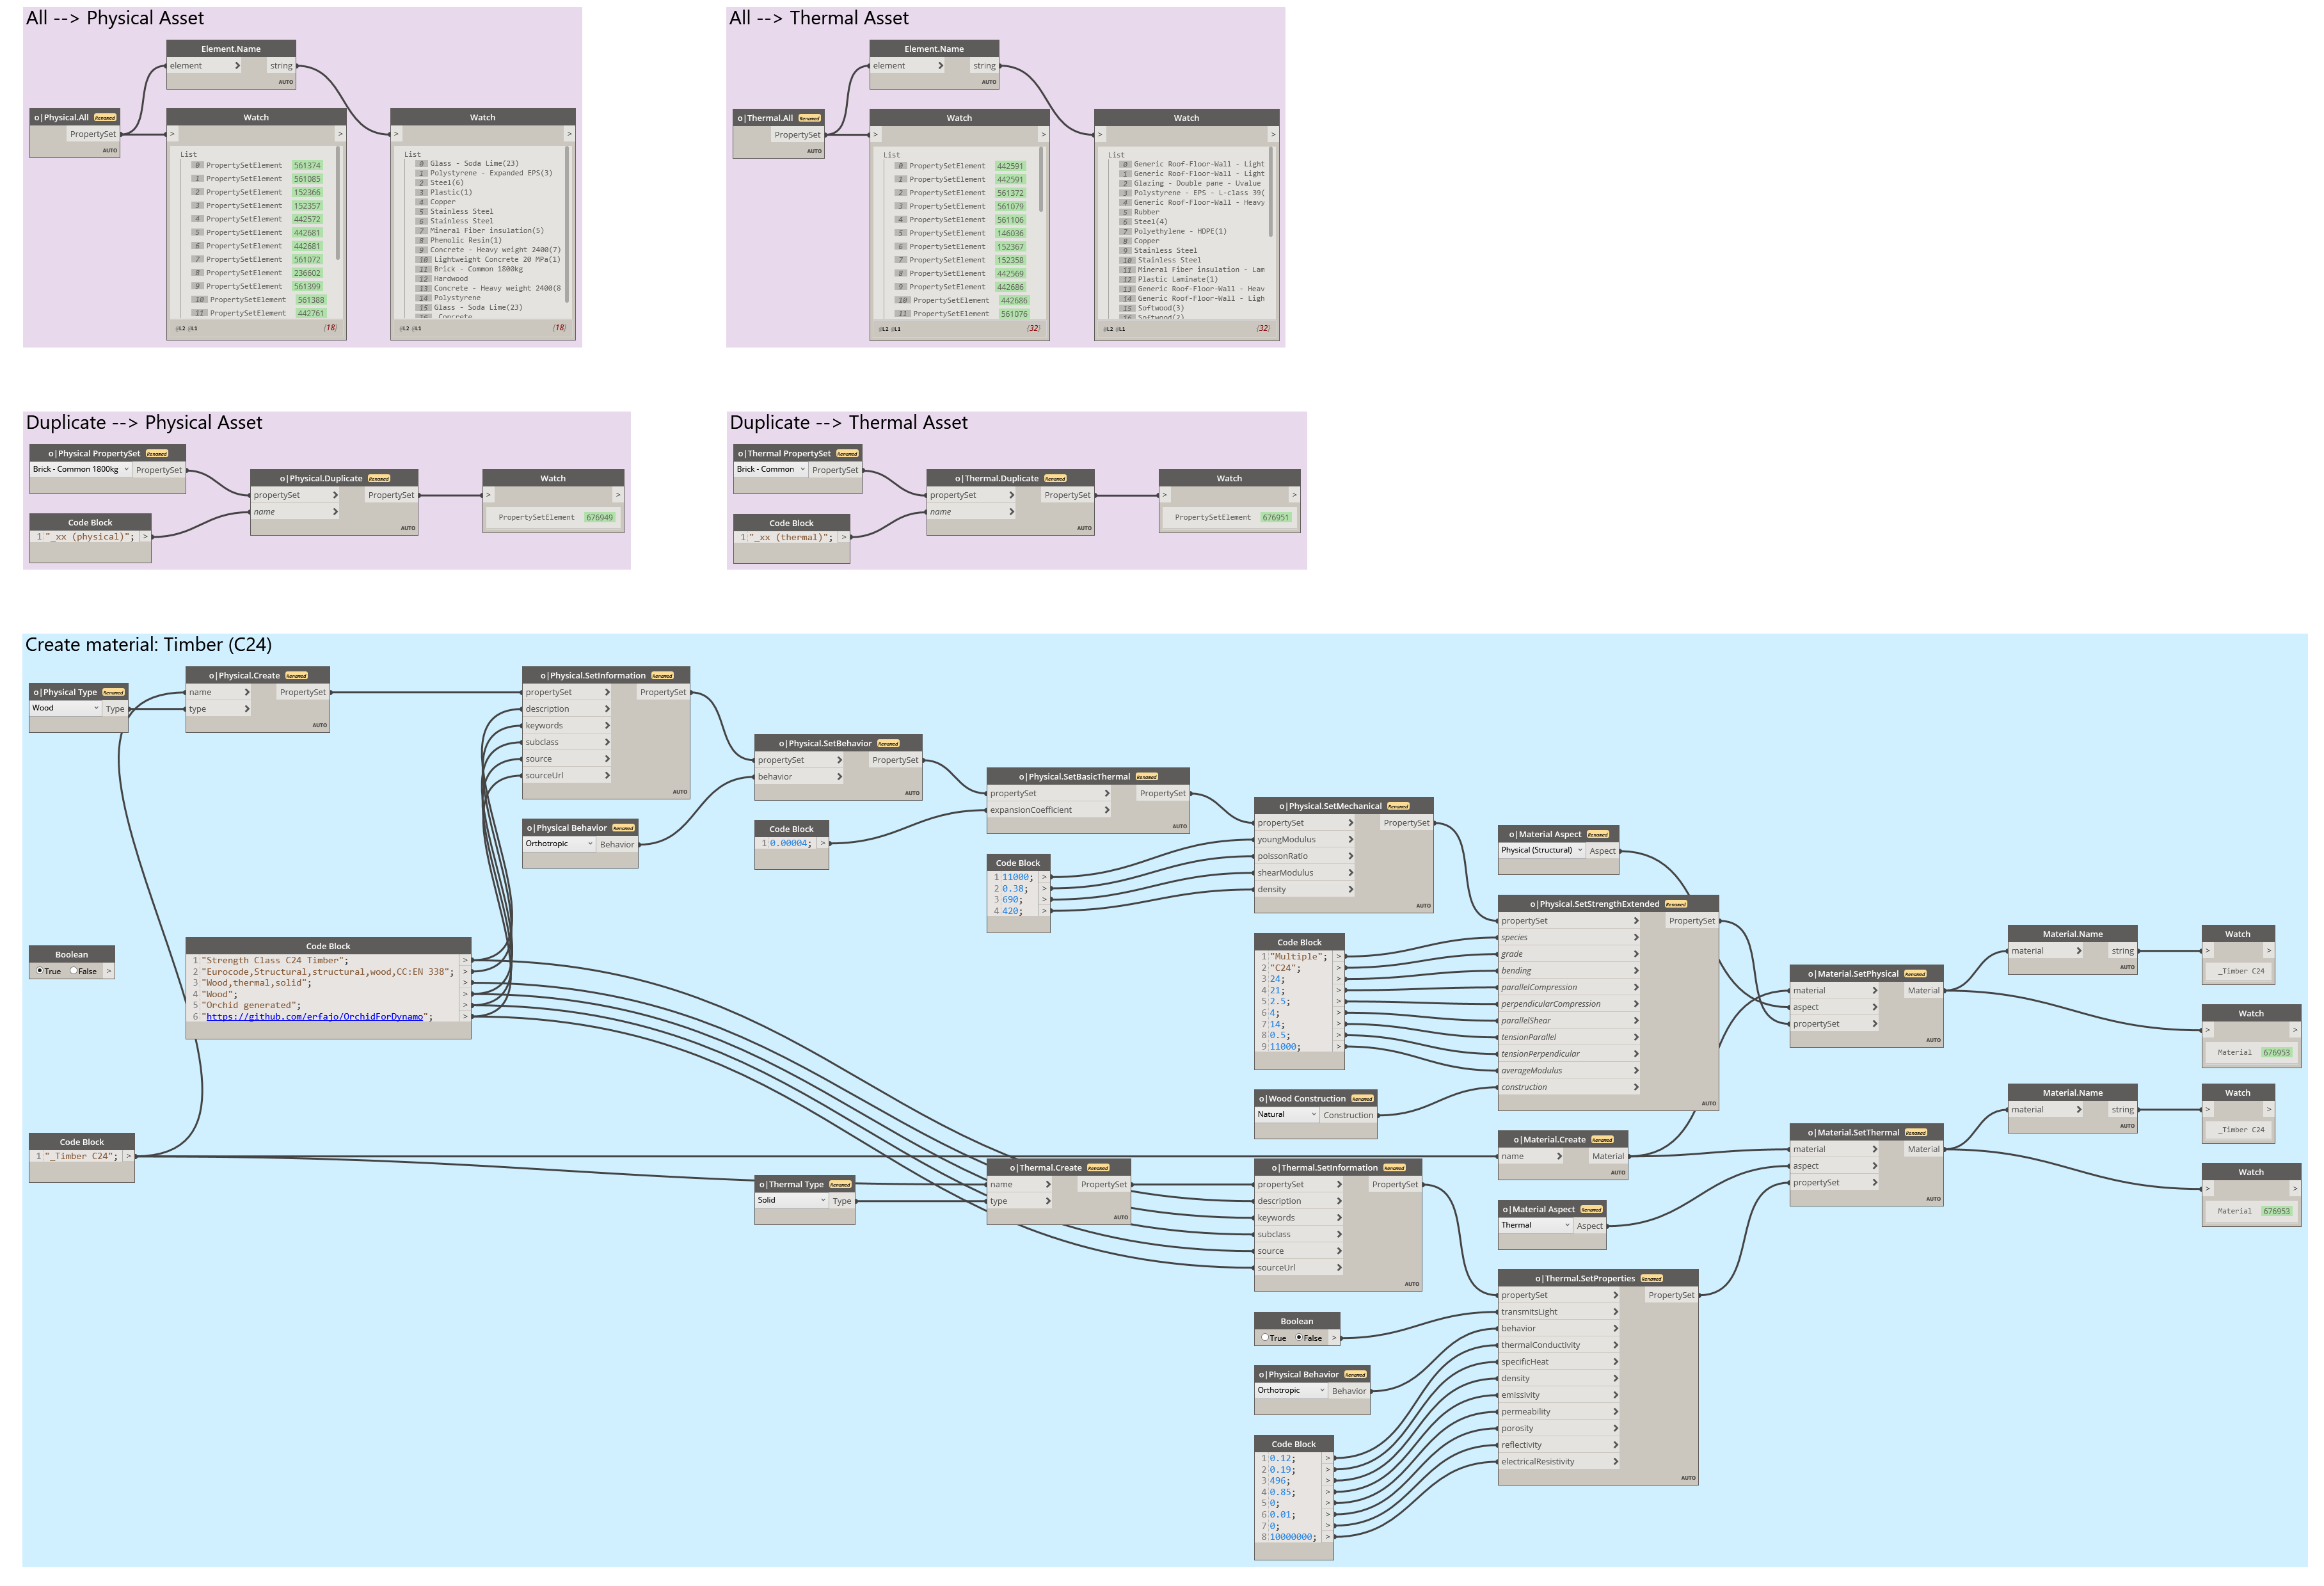 All --> Physical Asset
Element.Name
element > string
AUTO
o|Physical.All Renamed
PropertySet
AUTO
Watch
> >
List
0 PropertySetElement 561374
1 PropertySetElement 561085
2 PropertySetElement 152366
3 PropertySetElement 152357
4 PropertySetElement 442572
5 PropertySetElement 442681
6 PropertySetElement 442681
7 PropertySetElement 561072
8 PropertySetElement 236602
9 PropertySetElement 561399
10 PropertySetElement 561388
11 PropertySetElement 442761
@L2 @L1 {18}
Watch
> >
List
0 Glass - Soda Lime(23)
1 Polystyrene - Expanded EPS(3)
2 Steel(6)
3 Plastic(1)
4 Copper
5 Stainless Steel
6 Stainless Steel
7 Mineral Fiber insulation(5)
8 Phenolic Resin(1)
9 Concrete - Heavy weight 2400(7)
10 Lightweight Concrete 20 MPa(1)
11 Brick - Common 1800kg
12 Hardwood
13 Concrete - Heavy weight 2400(8
14 Polystyrene
15 Glass - Soda Lime(23)
16 _Concrete
@L2 @L1 {18}
All --> Thermal Asset
Element.Name
element > string
AUTO
o|Thermal.All Renamed
PropertySet
AUTO
Watch
> >
List
0 PropertySetElement 442591
1 PropertySetElement 442591
2 PropertySetElement 561372
3 PropertySetElement 561079
4 PropertySetElement 561106
5 PropertySetElement 146036
6 PropertySetElement 152367
7 PropertySetElement 152358
8 PropertySetElement 442569
9 PropertySetElement 442686
10 PropertySetElement 442686
11 PropertySetElement 561076
@L2 @L1 {32}
Watch
> >
List
0 Generic Roof-Floor-Wall - Light
1 Generic Roof-Floor-Wall - Light
2 Glazing - Double pane - Uvalue
3 Polystyrene - EPS - L-class 39(
4 Generic Roof-Floor-Wall - Heavy
5 Rubber
6 Steel(4)
7 Polyethylene - HDPE(1)
8 Copper
9 Stainless Steel
10 Stainless Steel
11 Mineral Fiber insulation - Lam
12 Plastic Laminate(1)
13 Generic Roof-Floor-Wall - Heav
14 Generic Roof-Floor-Wall - Ligh
15 Softwood(3)
16 Softwood(2)
@L2 @L1 {32}
Duplicate --> Physical Asset
o|Physical PropertySet Renamed
Brick - Common 1800kg PropertySet
Code Block
1 "_xx (physical)"; >
o|Physical.Duplicate Renamed
propertySet > PropertySet
name >
AUTO
Watch
> >
PropertySetElement 676949
Duplicate --> Thermal Asset
o|Thermal PropertySet Renamed
Brick - Common PropertySet
Code Block
1 "_xx (thermal)"; >
o|Thermal.Duplicate Renamed
propertySet > PropertySet
name >
AUTO
Watch
> >
PropertySetElement 676951
Create material: Timber (C24)
o|Physical Type Renamed
Wood Type
o|Physical.Create Renamed
name > PropertySet
type >
AUTO
o|Physical.SetInformation Renamed
propertySet > PropertySet
description >
keywords >
subclass >
source >
sourceUrl >
AUTO
o|Physical Behavior Renamed
Orthotropic Behavior
o|Physical.SetBehavior Renamed
propertySet > PropertySet
behavior >
AUTO
Code Block
1 0.00004; >
o|Physical.SetBasicThermal Renamed
propertySet > PropertySet
expansionCoefficient >
AUTO
Code Block
1 11000; >
2 0.38; >
3 690; >
4 420; >
o|Physical.SetMechanical Renamed
propertySet > PropertySet
youngModulus >
poissonRatio >
shearModulus >
density >
AUTO
Boolean
True False >
Code Block
1 "Strength Class C24 Timber"; >
2 "Eurocode,Structural,structural,wood,CC:EN 338"; >
3 "Wood,thermal,solid"; >
4 "Wood"; >
5 "Orchid generated"; >
6 "https://github.com/erfajo/OrchidForDynamo"; >
Code Block
1 "_Timber C24"; >
Code Block
1 "Multiple"; >
2 "C24"; >
3 24; >
4 21; >
5 2.5; >
6 4; >
7 14; >
8 0.5; >
9 11000; >
o|Wood Construction Renamed
Natural Construction
o|Material Aspect Renamed
Physical (Structural) Aspect
o|Physical.SetStrengthExtended Renamed
propertySet > PropertySet
species >
grade >
bending >
parallelCompression >
perpendicularCompression >
parallelShear >
tensionParallel >
tensionPerpendicular >
averageModulus >
construction >
AUTO
o|Material.Create Renamed
name > Material
AUTO
o|Material.SetPhysical Renamed
material > Material
aspect >
propertySet >
AUTO
Material.Name
material > string
AUTO
Watch
> >
_Timber C24
Watch
> >
Material 676953
o|Thermal Type Renamed
Solid Type
o|Thermal.Create Renamed
name > PropertySet
type >
AUTO
o|Thermal.SetInformation Renamed
propertySet > PropertySet
description >
keywords >
subclass >
source >
sourceUrl >
AUTO
o|Material Aspect Renamed
Thermal Aspect
o|Material.SetThermal Renamed
material > Material
aspect >
propertySet >
AUTO
Material.Name
material > string
AUTO
Watch
> >
_Timber C24
Watch
> >
Material 676953
Boolean
True False >
o|Physical Behavior Renamed
Orthotropic Behavior
Code Block
1 0.12; >
2 0.19; >
3 496; >
4 0.85; >
5 0; >
6 0.01; >
7 0; >
8 10000000; >
o|Thermal.SetProperties Renamed
propertySet > PropertySet
transmitsLight >
behavior >
thermalConductivity >
specificHeat >
density >
emissivity >
permeability >
porosity >
reflectivity >
electricalResistivity >
AUTO